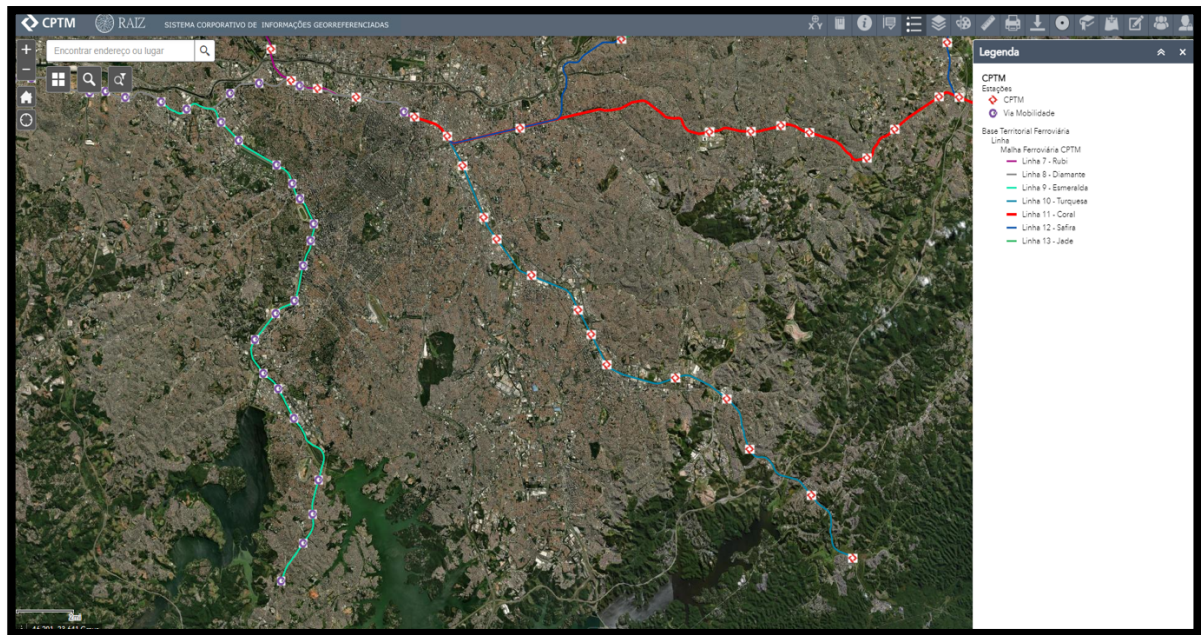 CPTM RAIZ SISTEMA CORPORATIVO DE INFORMAÇÕES GEORREFERENCIADAS
Encontrar endereço ou lugar
Legenda
CPTM
Estações
CPTM
Via Mobilidade
Base Territorial Ferroviária
Linha
Malha Ferroviária CPTM
Linha 7 - Rubi
Linha 8 - Diamante
Linha 9 - Esmeralda
Linha 10 - Turquesa
Linha 11 - Coral
Linha 12 - Safira
Linha 13 - Jade